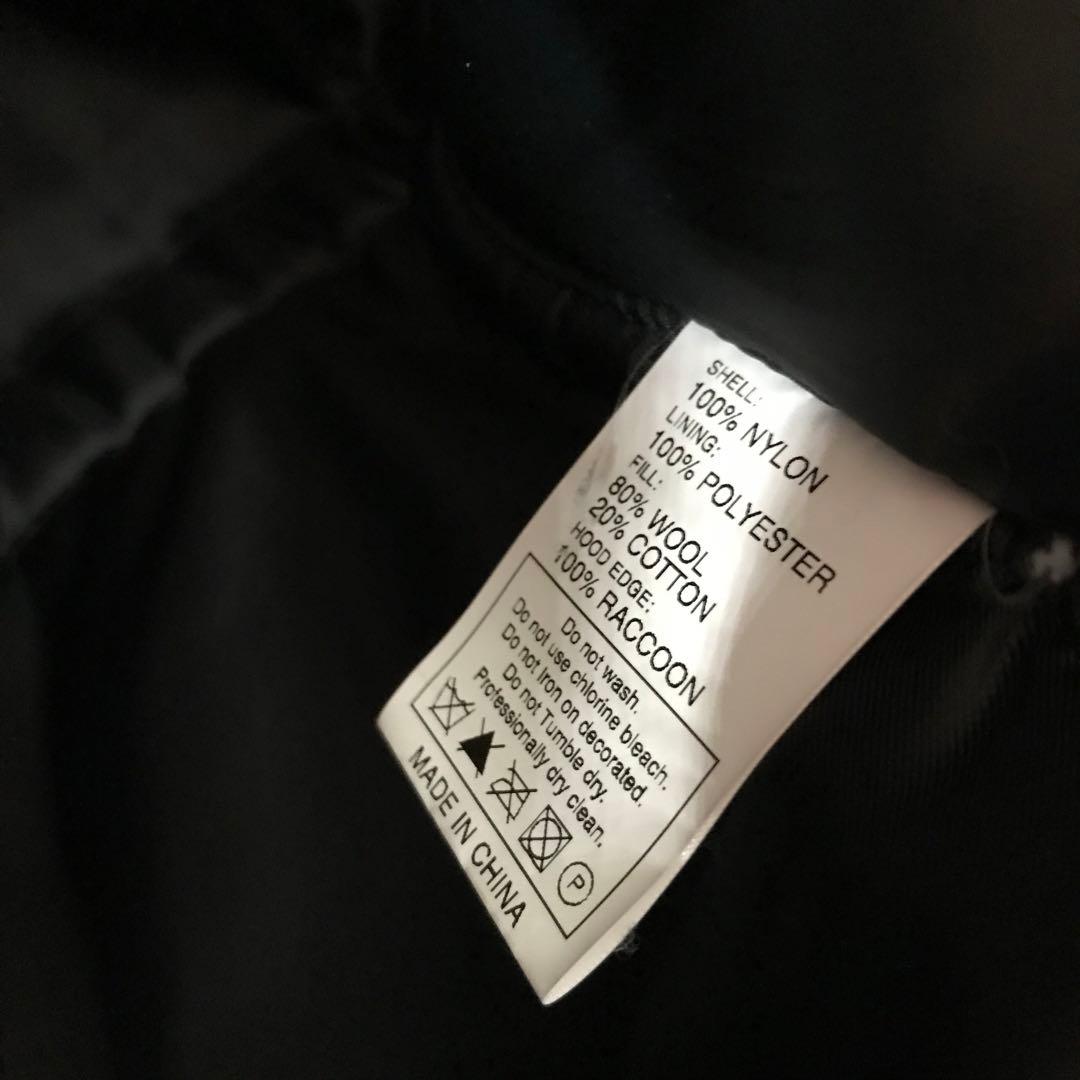 SHELL:
100% NYLON
LINING:
100% POLYESTER
FILL:
80% WOOL
20% COTTON
HOOD EDGE:
100% RACCOON
Do not wash.
Do not use chlorine bleach.
Do not Iron on decorated.
Do not Tumble dry.
Professionally dry clean.
P
MADE IN CHINA